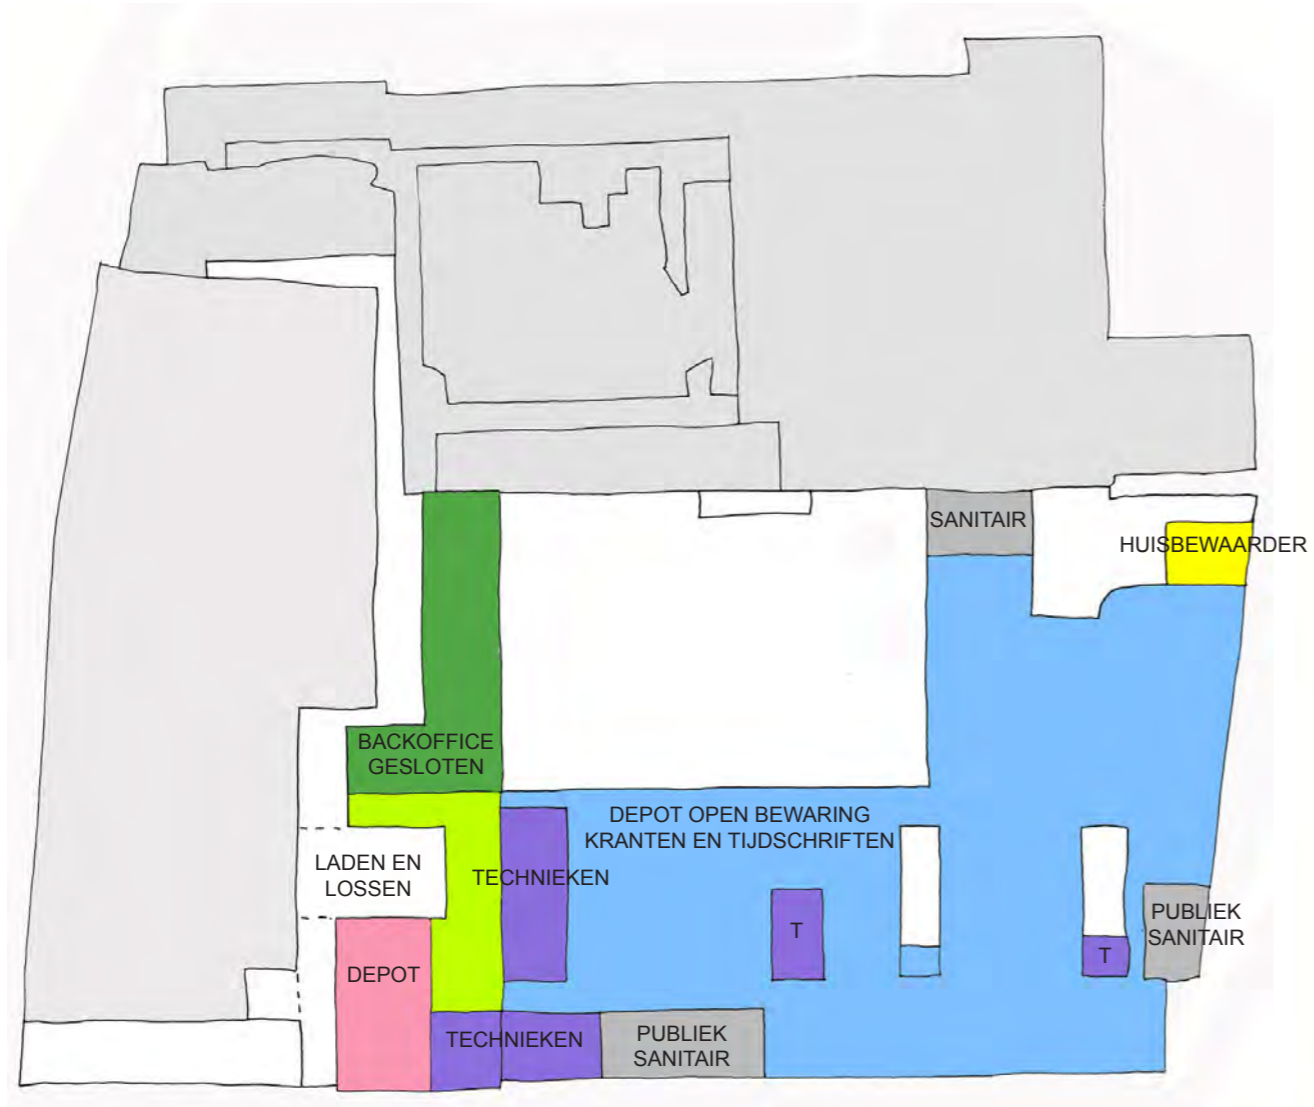 SANITAIR
HUISBEWAARDER
BACKOFFICE
GESLOTEN
DEPOT OPEN BEWARING
KRANTEN EN TIJDSCHRIFTEN
LADEN EN
LOSSEN
TECHNIEKEN
T
T
PUBLIEK
SANITAIR
DEPOT
TECHNIEKEN
PUBLIEK
SANITAIR